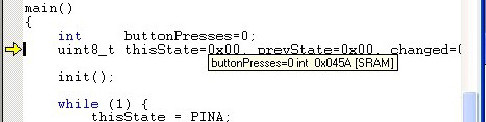 main()
{
int buttonPresses=0;
uint8_t thisState=0x00, prevState=0x00, changed=0
buttonPresses=0 int 0x045A [SRAM]
init();
while (1) {
thisState = PINA;